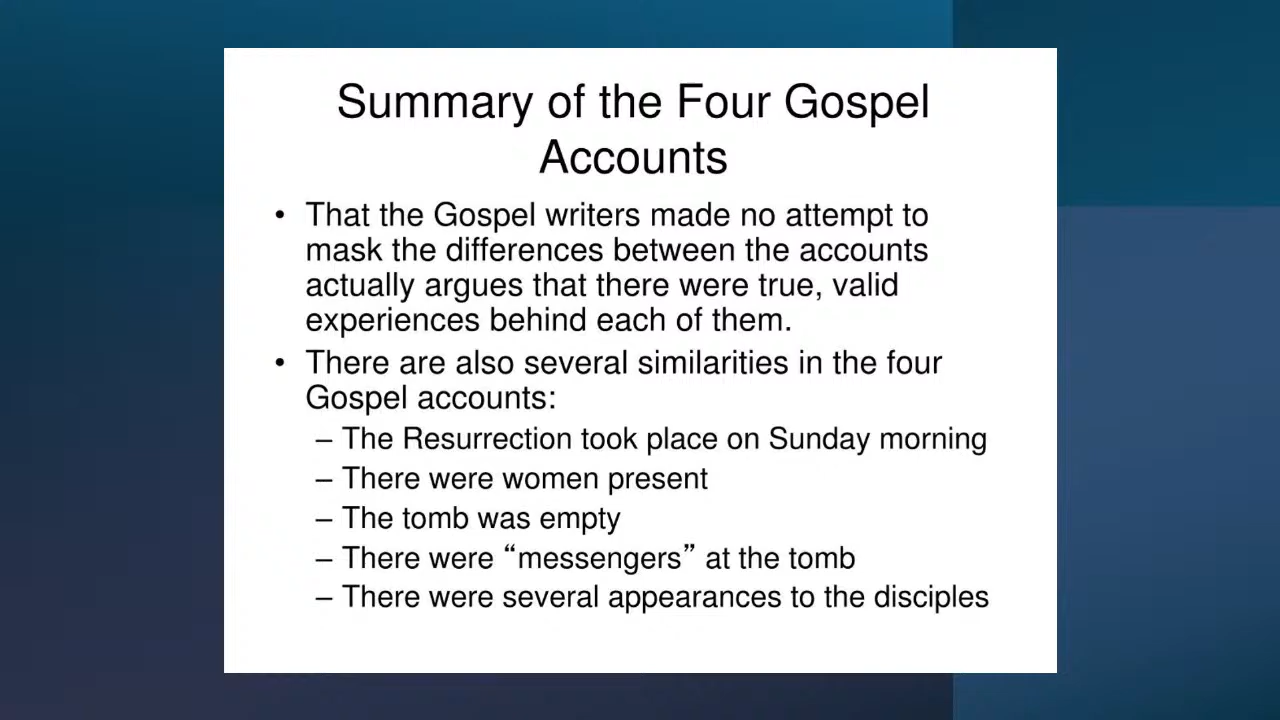 Summary of the Four Gospel
Accounts
• That the Gospel writers made no attempt to
mask the differences between the accounts
actually argues that there were true, valid
experiences behind each of them.
• There are also several similarities in the four
Gospel accounts:
– The Resurrection took place on Sunday morning
– There were women present
– The tomb was empty
– There were “messengers” at the tomb
– There were several appearances to the disciples